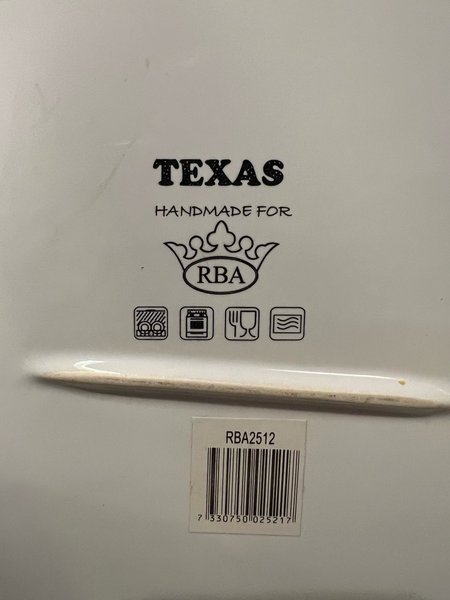 TEXAS
HANDMADE FOR
RBA
RBA2512
7 330750 025217